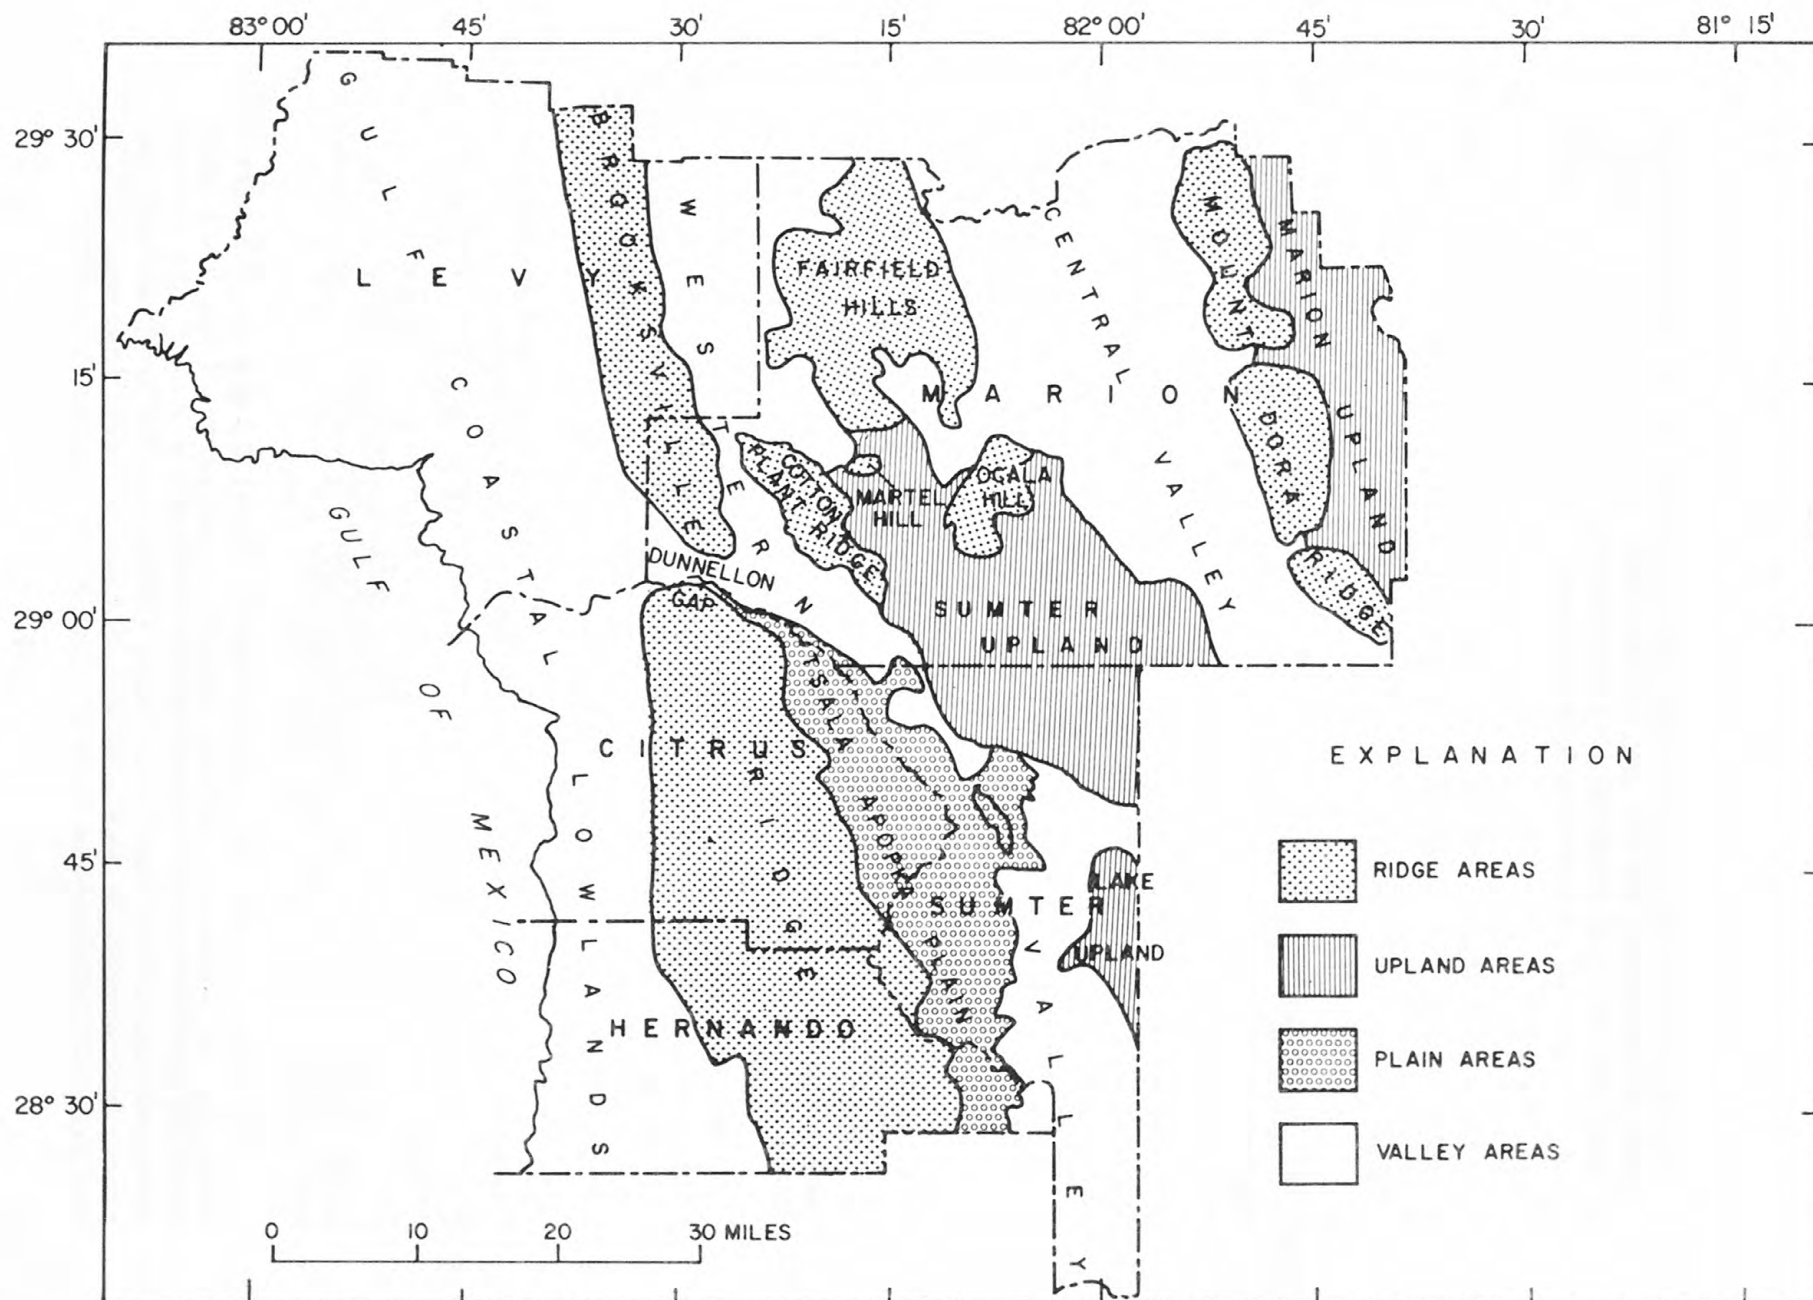 83° 00' 45' 30' 15' 82° 00' 45' 30' 81° 15'
29° 30'
15'
29° 00'
45'
28° 30'
GULF COASTAL LOWLANDS
LEVY
BROOKSVILLE RIDGE
WESTERN VALLEY
FAIRFIELD
HILLS
CENTRAL VALLEY
MOUNT DORA RIDGE
MARION UPLAND
MARION
COTTON
PLANT RIDGE
MARTEL
HILL
OCALA
HILL
DUNNELLON
GAP
SUMTER
UPLAND
GULF OF MEXICO
CITRUS
TSALA APOPKA PLAIN
SUMTER
LAKE
UPLAND
HERNANDO
EXPLANATION
RIDGE AREAS
UPLAND AREAS
PLAIN AREAS
VALLEY AREAS
0 10 20 30 MILES